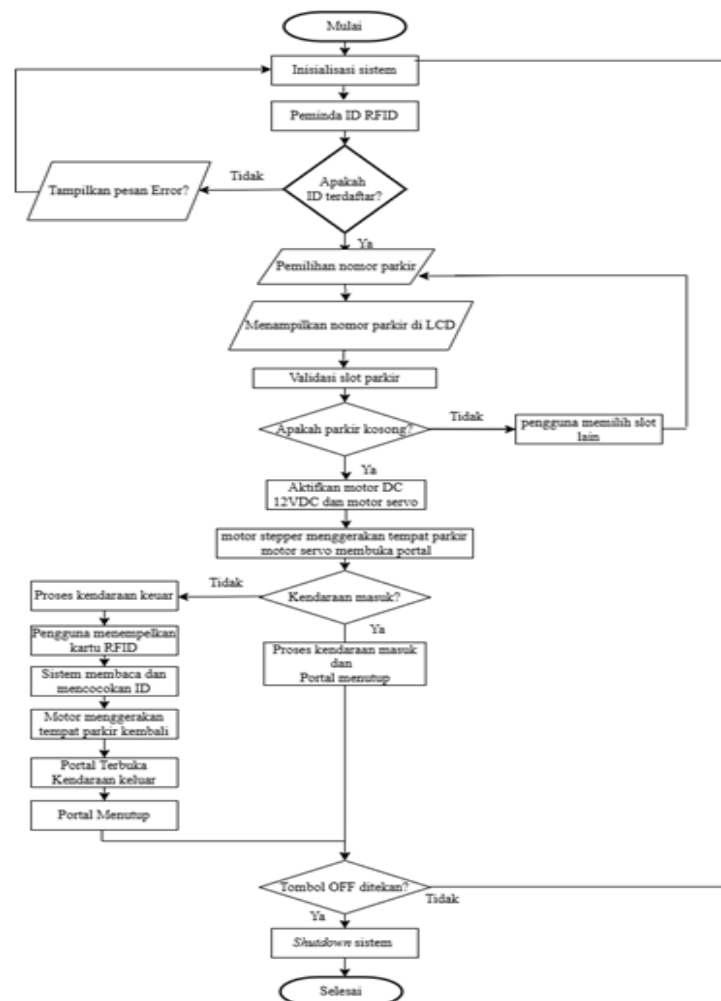 Mulai
Inisialisasi sistem
Peminda ID RFID
Apakah
ID terdaftar?
Tidak
Tampilkan pesan Error?
Ya
Pemilihan nomor parkir
Menampilkan nomor parkir di LCD
Validasi slot parkir
Apakah parkir kosong?
Tidak
pengguna memilih slot
lain
Ya
Aktifkan motor DC
12VDC dan motor servo
motor stepper menggerakan tempat parkir
motor servo membuka portal
Kendaraan masuk?
Tidak
Proses kendaraan keuar
Pengguna menempelkan
kartu RFID
Sistem membaca dan
mencocokan ID
Motor menggerakan
tempat parkir kembali
Portal Terbuka
Kendaraan keluar
Portal Menutup
Ya
Proses kendaraan masuk
dan
Portal menutup
Tombol OFF ditekan?
Tidak
Ya
Shutdown sistem
Selesai